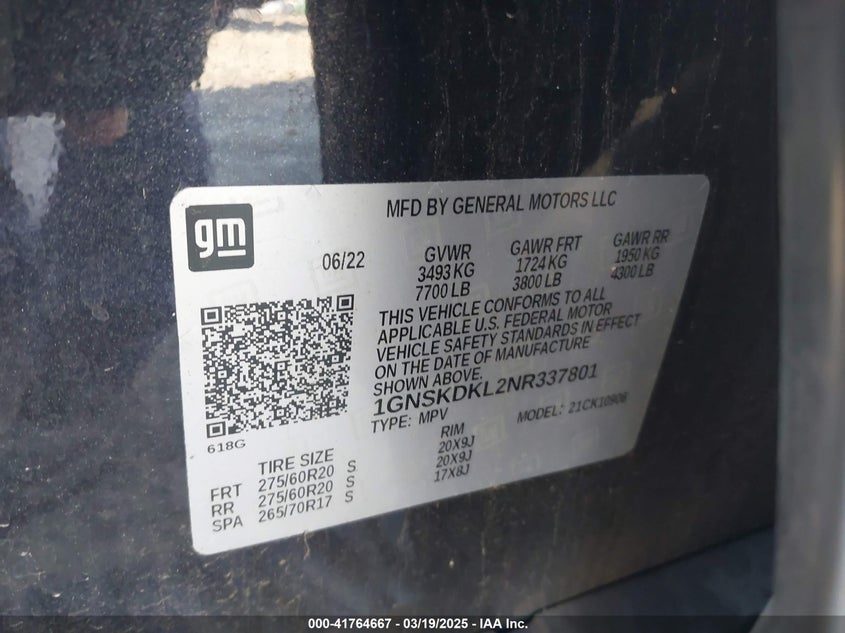 gm
MFD BY GENERAL MOTORS LLC
06/22
GVWR GAWR FRT GAWR RR
3493 KG 1724 KG 1950 KG
7700 LB 3800 LB 4300 LB
THIS VEHICLE CONFORMS TO ALL
APPLICABLE U.S. FEDERAL MOTOR
VEHICLE SAFETY STANDARDS IN EFFECT
ON THE DATE OF MANUFACTURE
SHOWN ABOVE.
1GNSKDKL2NR337801
TYPE: MPV MODEL: 21CK10906
618G
TIRE SIZE RIM
FRT 275/60R20 S 20X9J
RR 275/60R20 S 20X9J
SPA 265/70R17 S 17X8J
000-41764667 - 03/19/2025 - IAA Inc.